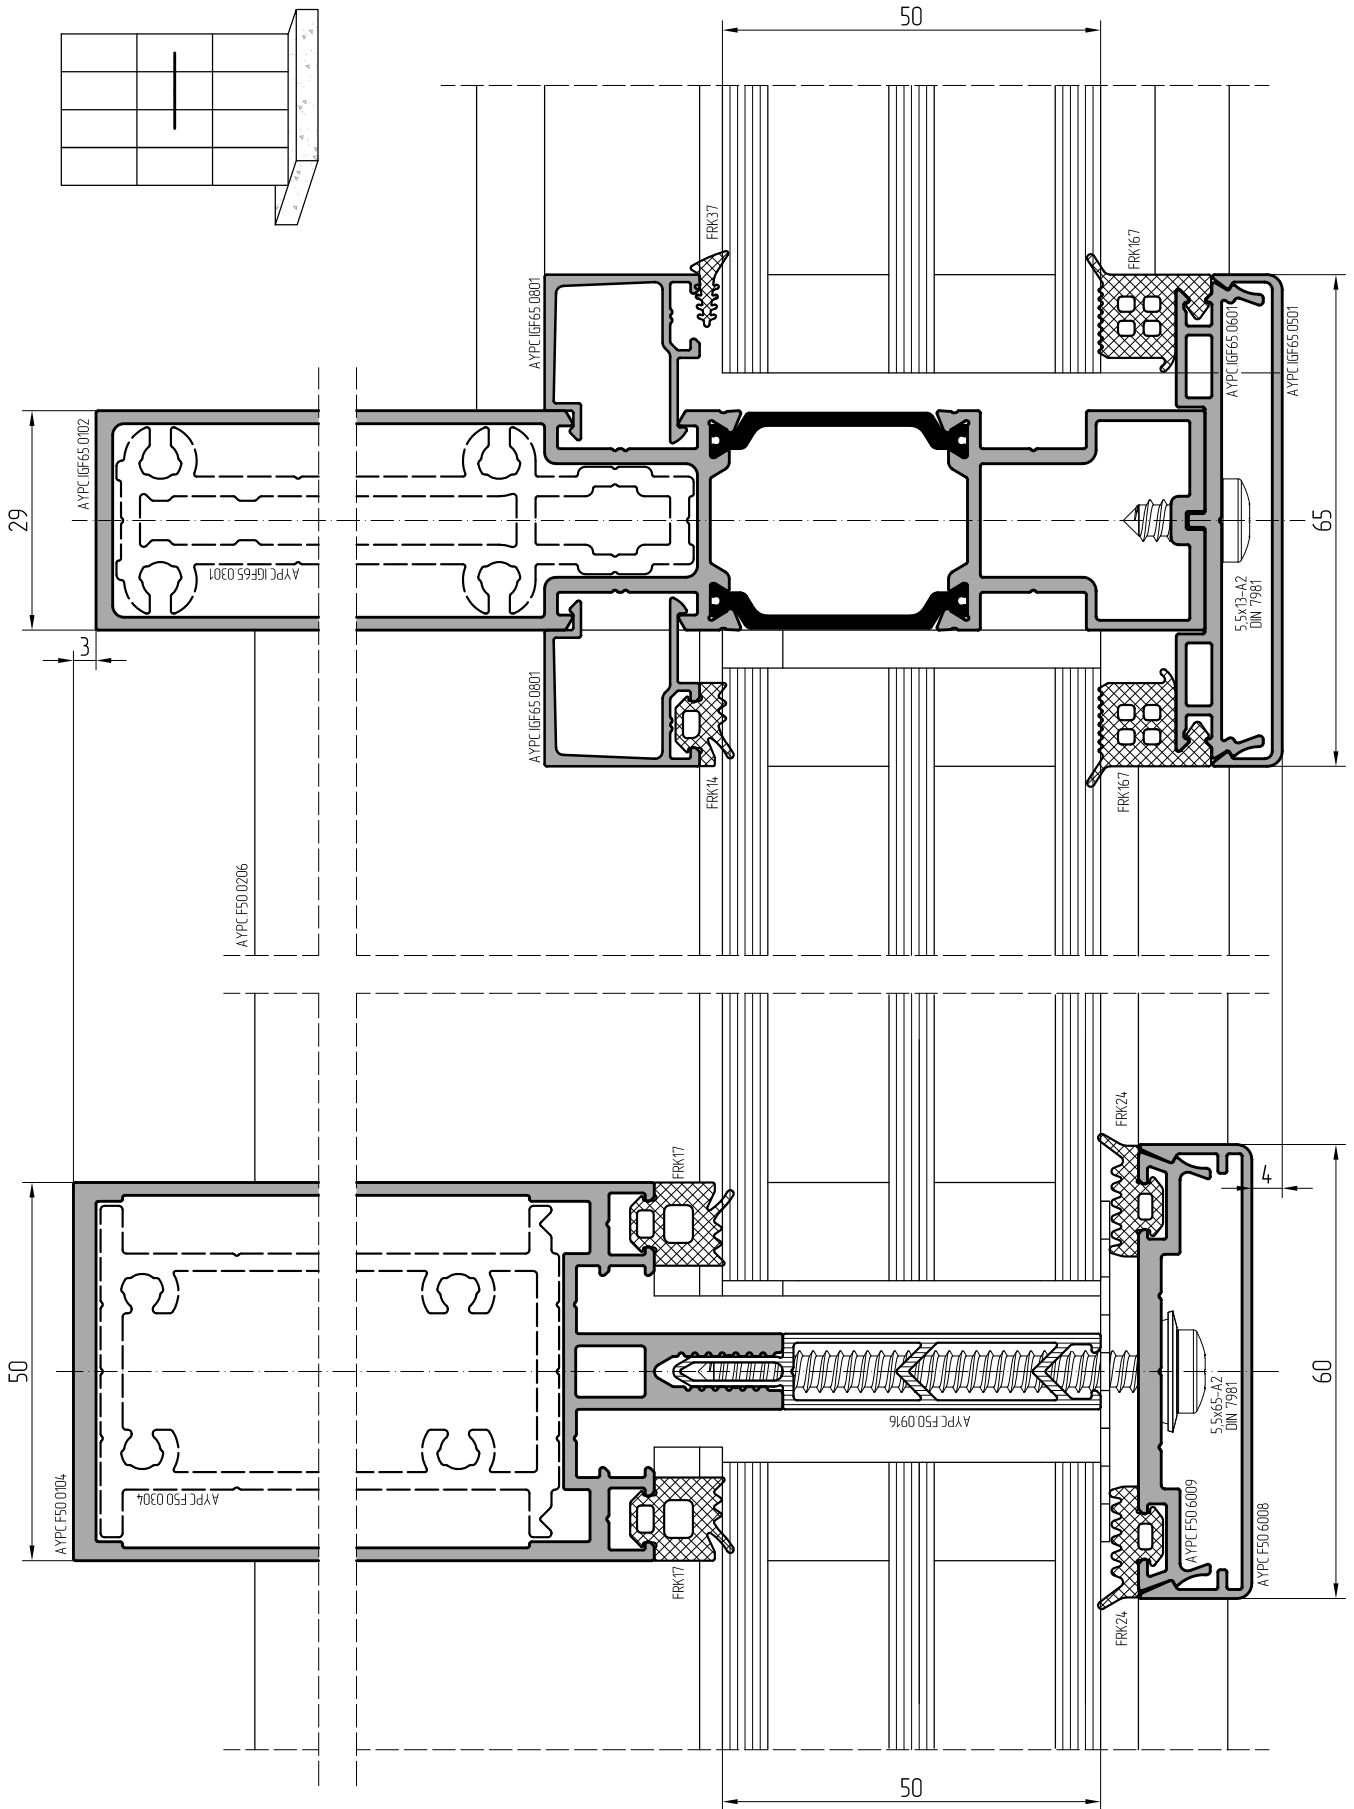 50
FRK37
FRK167
AYPC.IGF65.0801
AYPC.IGF65.0601
AYPC.IGF65.0501
AYPC.IGF65.0102
29
65
AYPC.IGF65.0301
5,5x13-A2
DIN 7981
3
AYPC.IGF65.0801
FRK14
FRK167
AYPC.F50.0206
FRK24
FRK17
4
50
60
5,5x65-A2
DIN 7981
AYPC.F50.0916
AYPC.F50.0104
AYPC.F50.0304
AYPC.F50.6009
AYPC.F50.6008
FRK17
FRK24
50